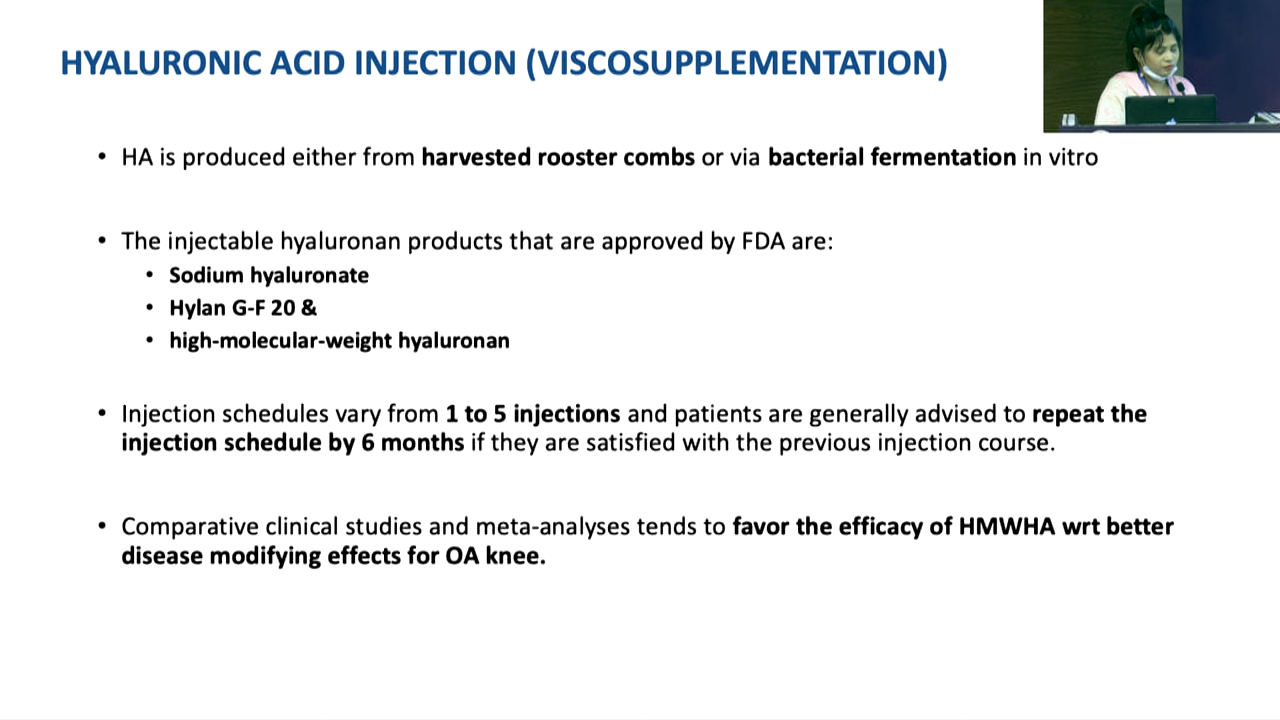 HYALURONIC ACID INJECTION (VISCOSUPPLEMENTATION)
• HA is produced either from harvested rooster combs or via bacterial fermentation in vitro
• The injectable hyaluronan products that are approved by FDA are:
• Sodium hyaluronate
• Hylan G-F 20 &
• high-molecular-weight hyaluronan
• Injection schedules vary from 1 to 5 injections and patients are generally advised to repeat the
injection schedule by 6 months if they are satisfied with the previous injection course.
• Comparative clinical studies and meta-analyses tends to favor the efficacy of HMWHA wrt better
disease modifying effects for OA knee.